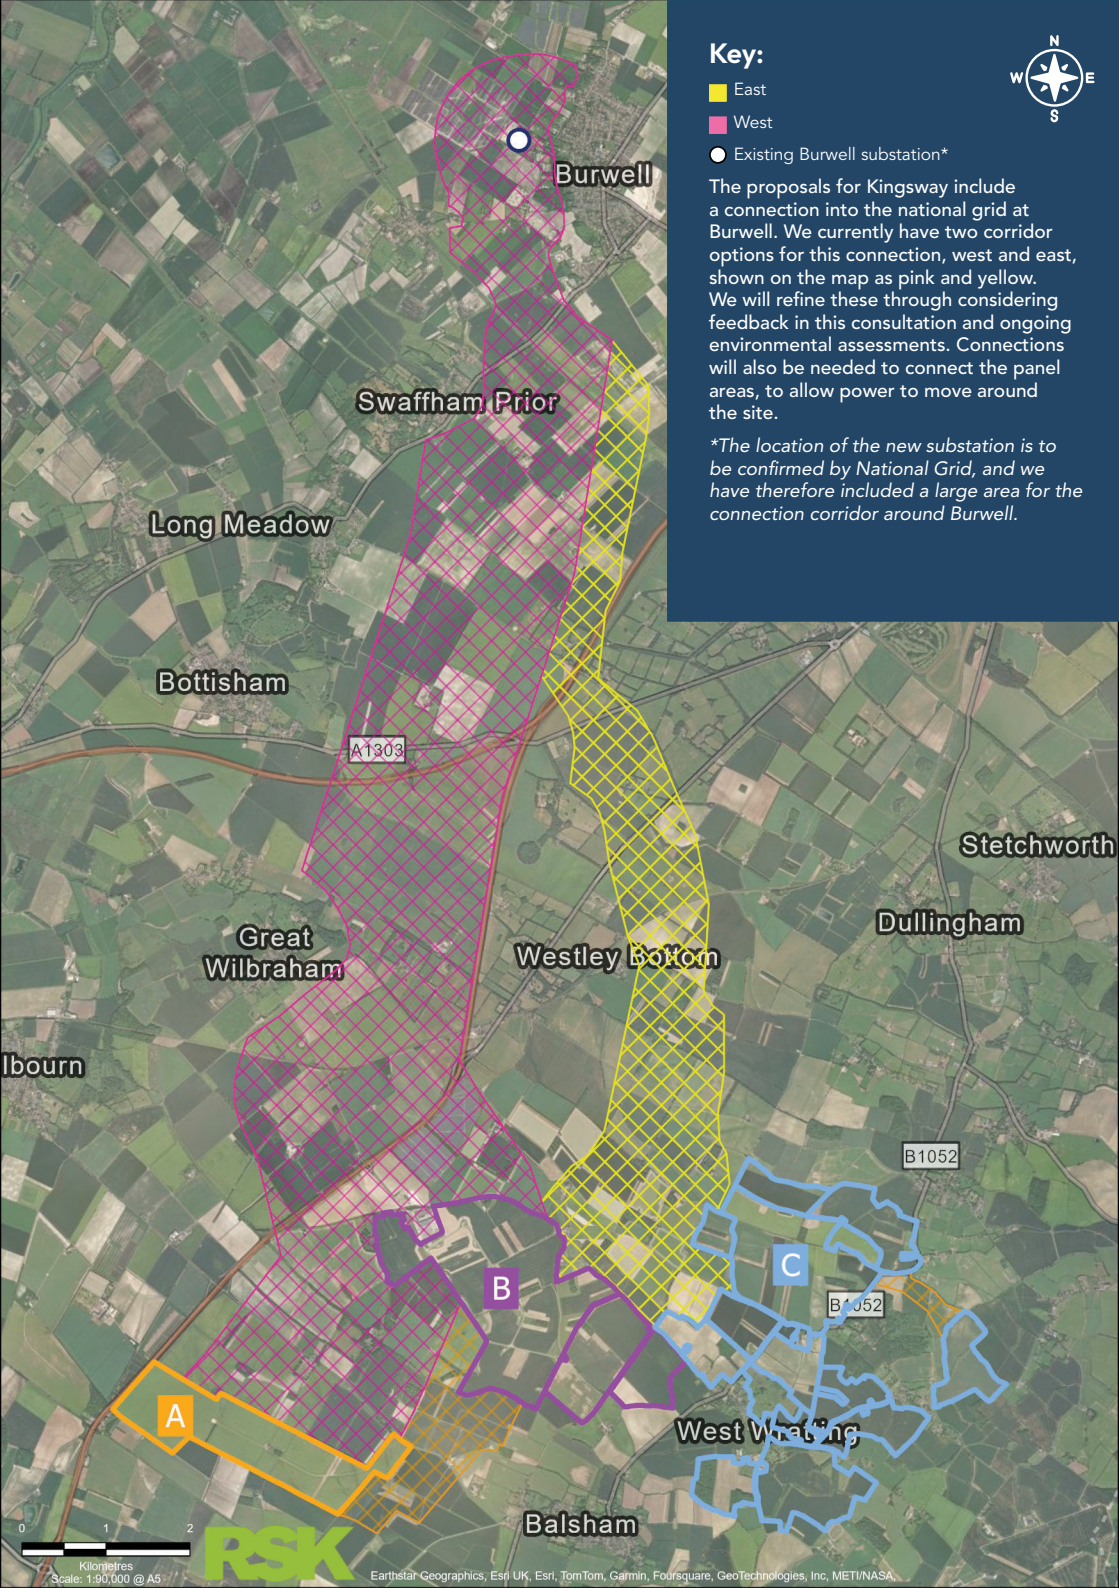 Key:
N
W E
S
East
West
Existing Burwell substation*
The proposals for Kingsway include
a connection into the national grid at
Burwell. We currently have two corridor
options for this connection, west and east,
shown on the map as pink and yellow.
We will refine these through considering
feedback in this consultation and ongoing
environmental assessments. Connections
will also be needed to connect the panel
areas, to allow power to move around
the site.
*The location of the new substation is to
be confirmed by National Grid, and we
have therefore included a large area for the
connection corridor around Burwell.
Burwell
Swaffham Prior
Long Meadow
Bottisham
A1303
Stetchworth
Dullingham
Great
Wilbraham
Westley Bottom
lbourn
B1052
C
B
B1052
A
West Wratting
Balsham
0 1 2
Kilometres
Scale: 1:90,000 @ A5
RSK
Earthstar Geographics, Esri UK, Esri, TomTom, Garmin, Foursquare, GeoTechnologies, Inc, METI/NASA,